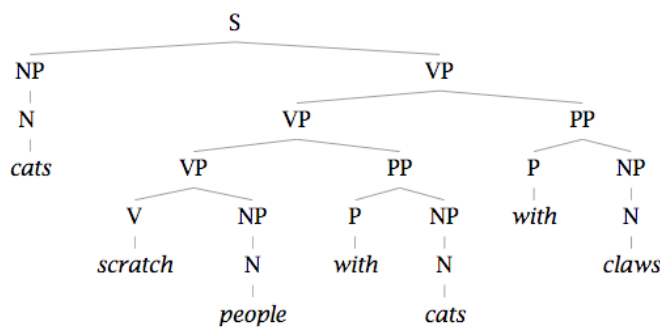 S
NP VP
N VP PP
cats VP PP P NP
V NP P NP with N
scratch N with N claws
people cats